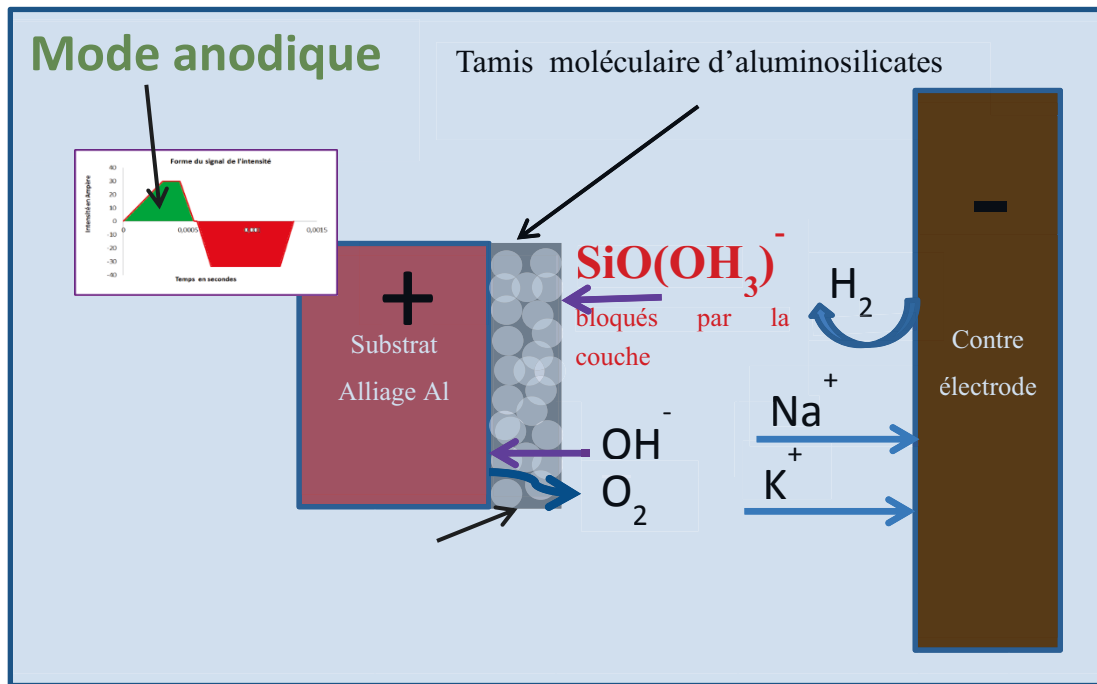 Mode anodique
Tamis moléculaire d'aluminosilicates
Forme du signal de l'intensité
Intensité en Ampère
40
30
20
10
0
-10
-20
-30
-40
0
0,0005
0,0015
Temps en secondes
+
Substrat
Alliage Al
SiO(OH₃)⁻
bloqués par la
couche
H₂
-
Contre
électrode
Na⁺
OH⁻
K⁺
O₂